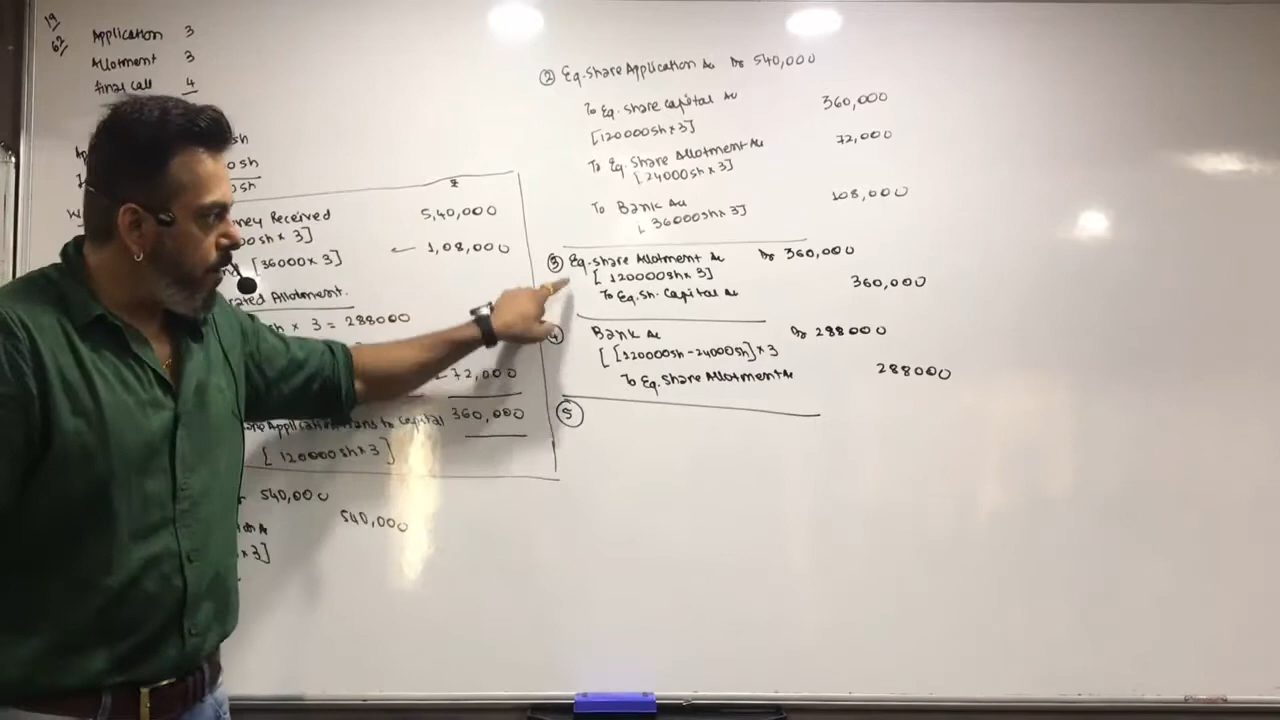 19
62
Application 3
Allotment 3
final call 4
sh
osh
osh
₹
ney Received 5,40,000
oosh × 3]
[36000 × 3] ← 1,08,000
rated Allotment.
sh × 3 = 288000
72,000
Application trans to Capital 360,000
[120000sh × 3]
540,000
540,000
× 3]
② Eq. Share Application A/c Dr 540,000
To Eq. Share Capital A/c 360,000
[120000sh × 3]
To Eq. Share Allotment A/c 72,000
[24000sh × 3]
To Bank A/c 108,000
[36000sh × 3]
③ Eq. Share Allotment A/c Dr 360,000
[120000sh × 3]
To Eq. Sh. Capital A/c 360,000
④ Bank A/c Dr 288000
[[120000sh - 24000sh] × 3
To Eq. Share Allotment A/c 288000
⑤